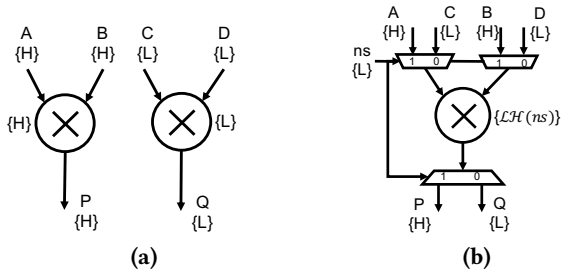 A B C D
{H} {H} {L} {L}
{H} {L}
P Q
{H} {L}
(a)
A C B D
{H} {L} {H} {L}
ns
{L}
1 0 1 0
{ℒℋ(ns)}
1 0
P Q
{H} {L}
(b)